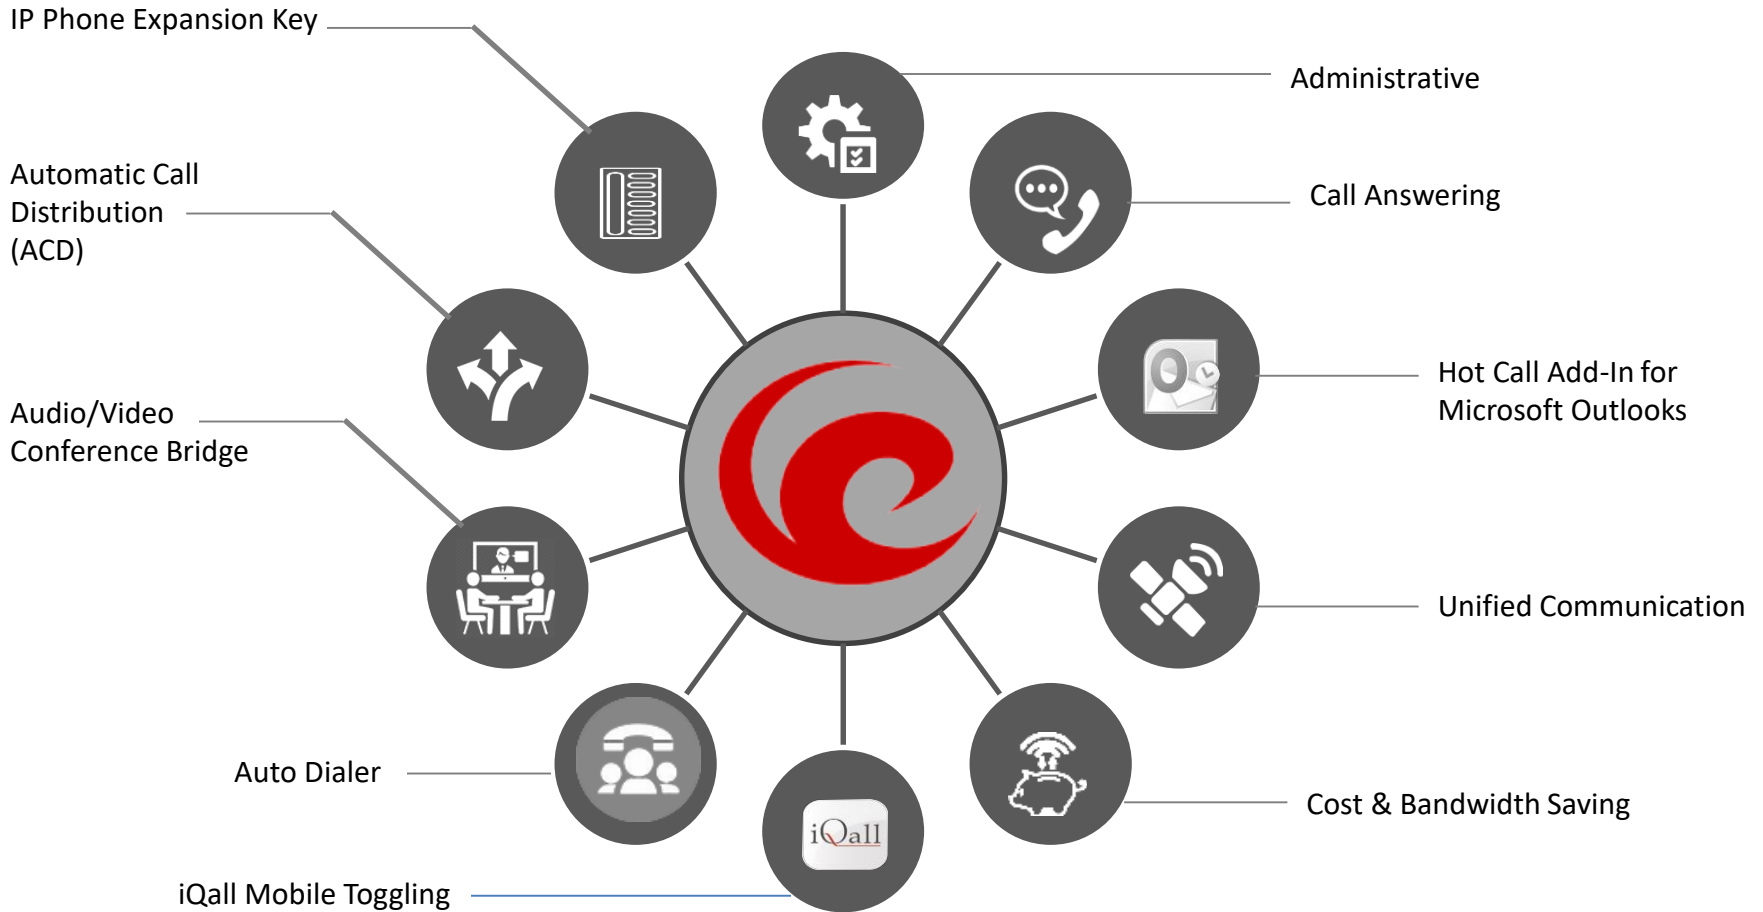 IP Phone Expansion Key
Administrative
Automatic Call
Distribution
(ACD)
Call Answering
Hot Call Add-In for
Microsoft Outlooks
Audio/Video
Conference Bridge
Unified Communication
Auto Dialer
Cost & Bandwidth Saving
iQall
iQall Mobile Toggling